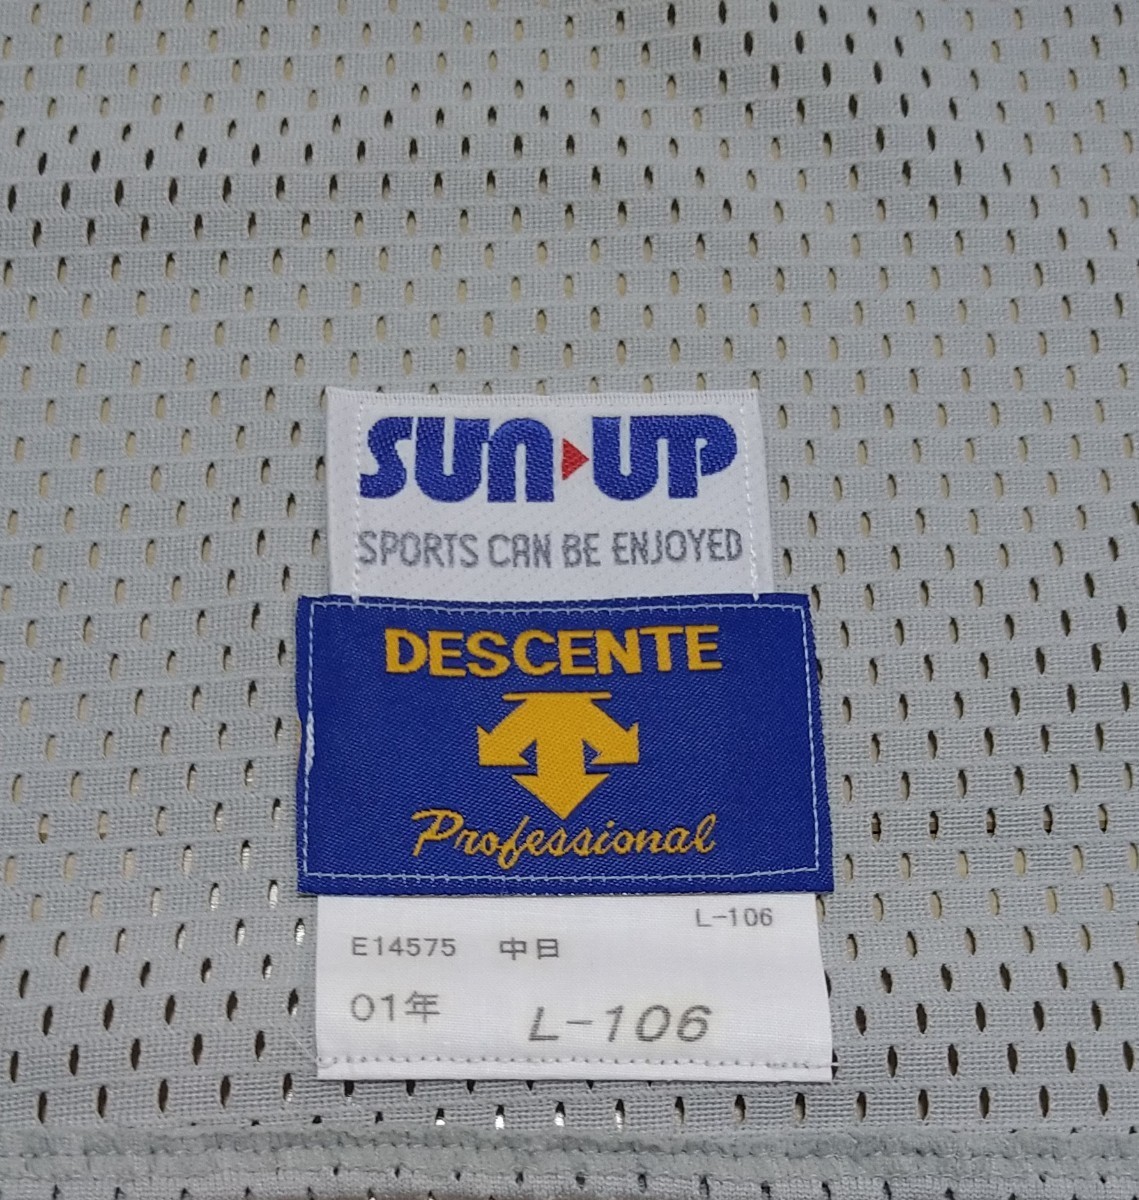 SUN UP
SPORTS CAN BE ENJOYED
DESCENTE
Professional
L-106
E14575 中日
01年 L-106